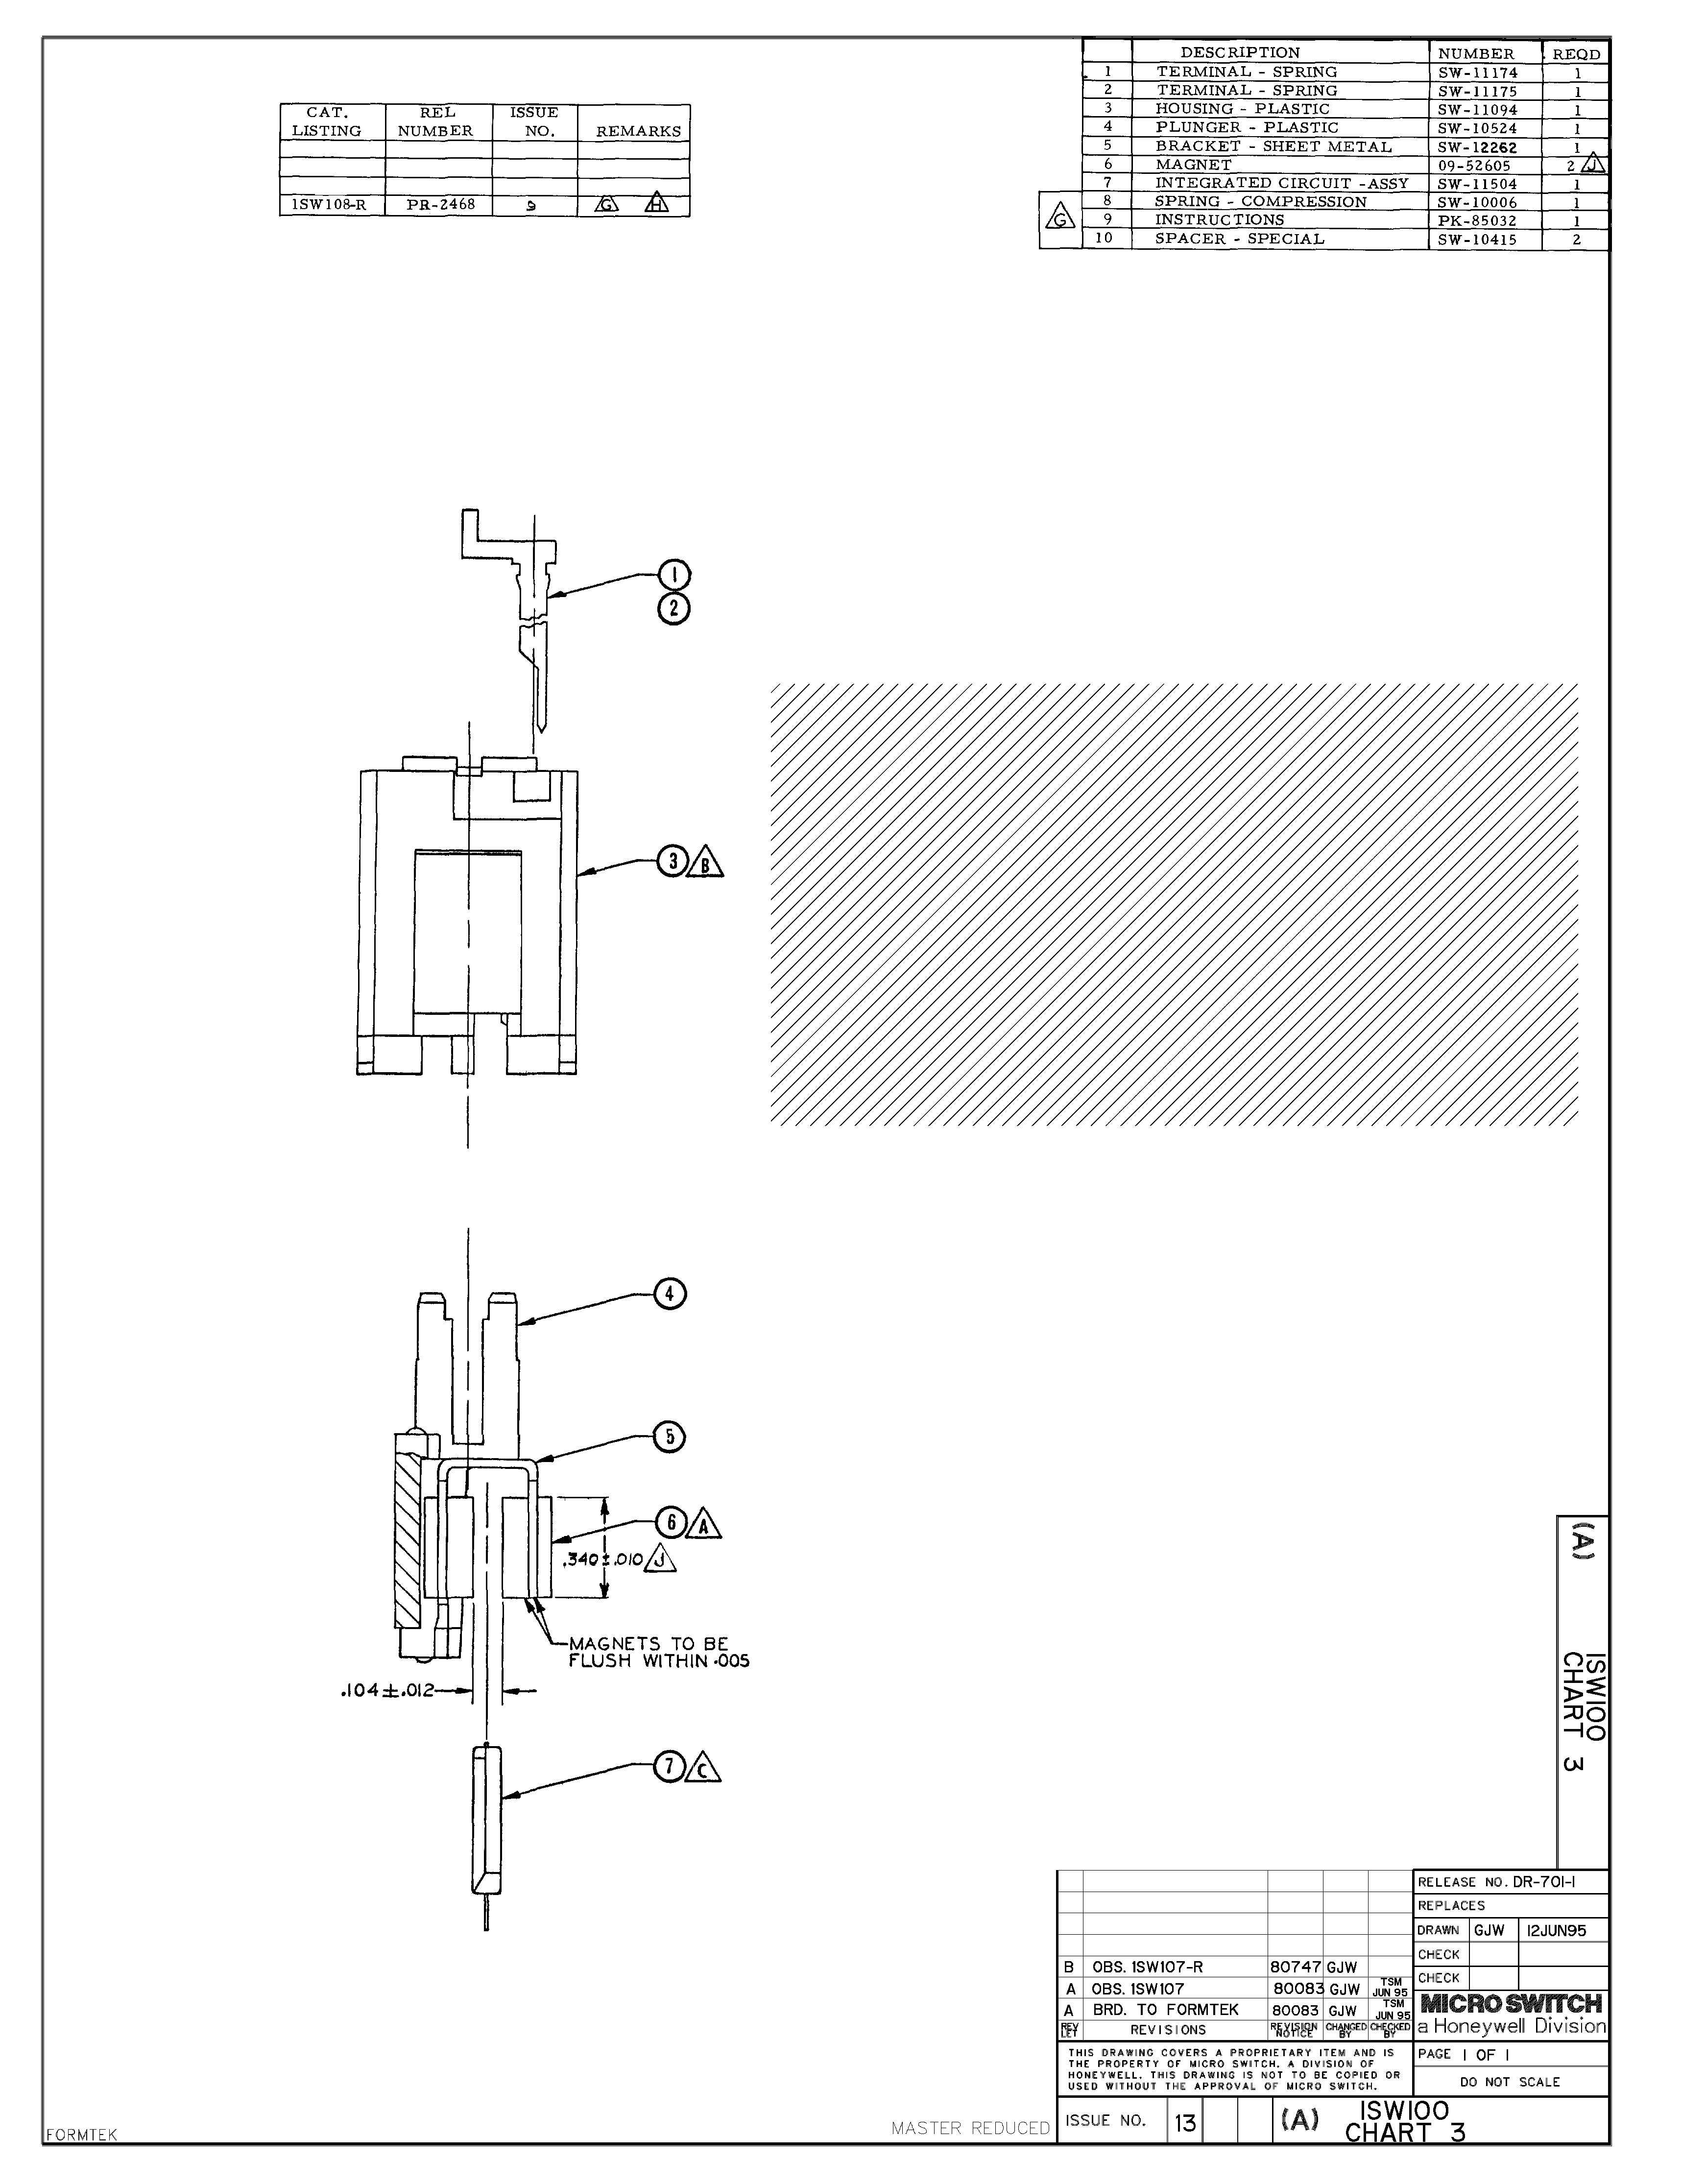 CAT. LISTING REL NUMBER ISSUE NO. REMARKS
1SW108-R PR-2468 9 G H
DESCRIPTION NUMBER REQD
1 TERMINAL - SPRING SW-11174 1
2 TERMINAL - SPRING SW-11175 1
3 HOUSING - PLASTIC SW-11094 1
4 PLUNGER - PLASTIC SW-10524 1
5 BRACKET - SHEET METAL SW-12262 1
6 MAGNET 09-52605 2 J
7 INTEGRATED CIRCUIT -ASSY SW-11504 1
G 8 SPRING - COMPRESSION SW-10006 1
9 INSTRUCTIONS PK-85032 1
10 SPACER - SPECIAL SW-10415 2
1
2
3 B
4
5
6 A
.340±.010 J
MAGNETS TO BE
FLUSH WITHIN .005
.104±.012
7 C
(A)
ISW100
CHART 3
B OBS. 1SW107-R 80747 GJW
A OBS. 1SW107 80083 GJW TSM JUN 95
A BRD. TO FORMTEK 80083 GJW TSM JUN 95
REV LET REVISIONS REVISION NOTICE CHANGED BY CHECKED BY
RELEASE NO. DR-701-1
REPLACES
DRAWN GJW 12JUN95
CHECK
CHECK
MICRO SWITCH
a Honeywell Division
THIS DRAWING COVERS A PROPRIETARY ITEM AND IS
THE PROPERTY OF MICRO SWITCH, A DIVISION OF
HONEYWELL. THIS DRAWING IS NOT TO BE COPIED OR
USED WITHOUT THE APPROVAL OF MICRO SWITCH.
PAGE 1 OF 1
DO NOT SCALE
ISSUE NO. 13 (A) ISW100
CHART 3
FORMTEK
MASTER REDUCED